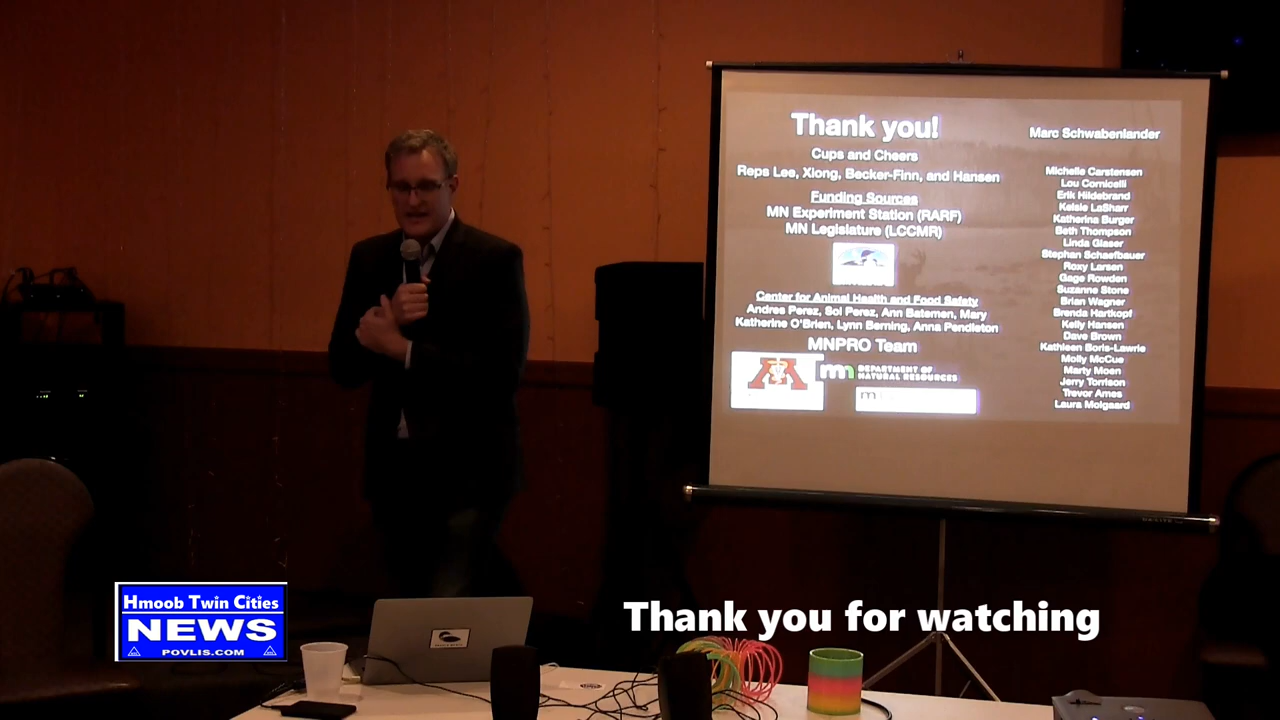 Thank you!
Cups and Cheers
Reps Lee, Xiong, Becker-Finn, and Hansen
Funding Sources
MN Experiment Station (RARF)
MN Legislature (LCCMR)
Center for Animal Health and Food Safety
Andres Perez, Sol Perez, Ann Batemen, Mary
Katherine O'Brien, Lynn Berning, Anna Pendleton
MNPRO Team
M
mn DEPARTMENT OF
NATURAL RESOURCES
Marc Schwabenlander
Michelle Carstensen
Lou Cornicelli
Erik Hildebrand
Kelsie LaSharr
Katherina Burger
Beth Thompson
Linda Glaser
Stephan Schaefbauer
Roxy Larsen
Gage Rowden
Suzanne Stone
Brian Wagner
Brenda Hartkopf
Kelly Hansen
Dave Brown
Kathleen Boris-Lawrie
Molly McCue
Marty Moen
Jerry Torrison
Trevor Ames
Laura Molgaard
Hmoob Twin Cities
NEWS
POVLIS.COM
Thank you for watching